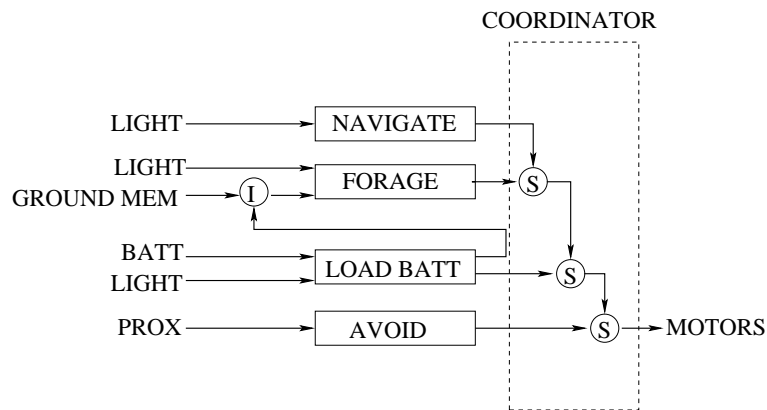 COORDINATOR
LIGHT NAVIGATE
LIGHT
S
FORAGE
GROUND MEM I
BATT
LOAD BATT S
LIGHT
PROX AVOID S MOTORS